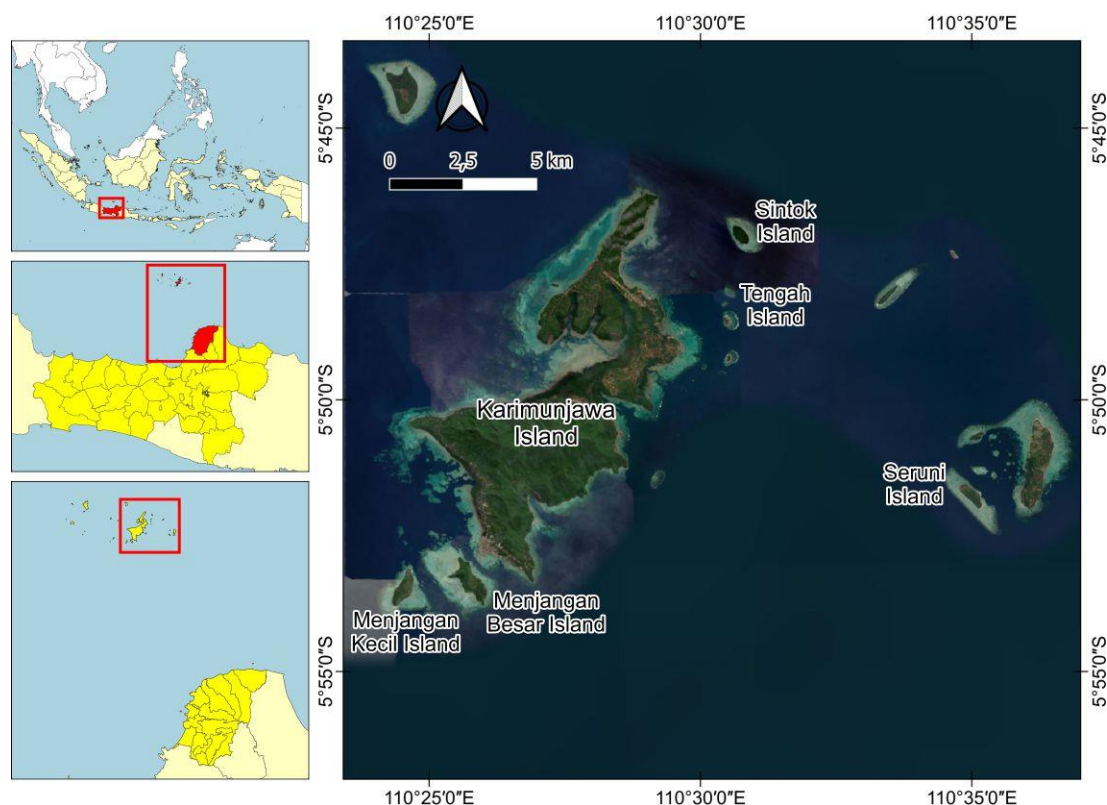 110°25'0"E
110°30'0"E
110°35'0"E
5°45'0"S
5°50'0"S
5°55'0"S
0
2,5
5 km
Sintok
Island
Tengah
Island
Karimunjawa
Island
Seruni
Island
Menjangan
Kecil Island
Menjangan
Besar Island
5°45'0"S
5°50'0"S
5°55'0"S
110°25'0"E
110°30'0"E
110°35'0"E